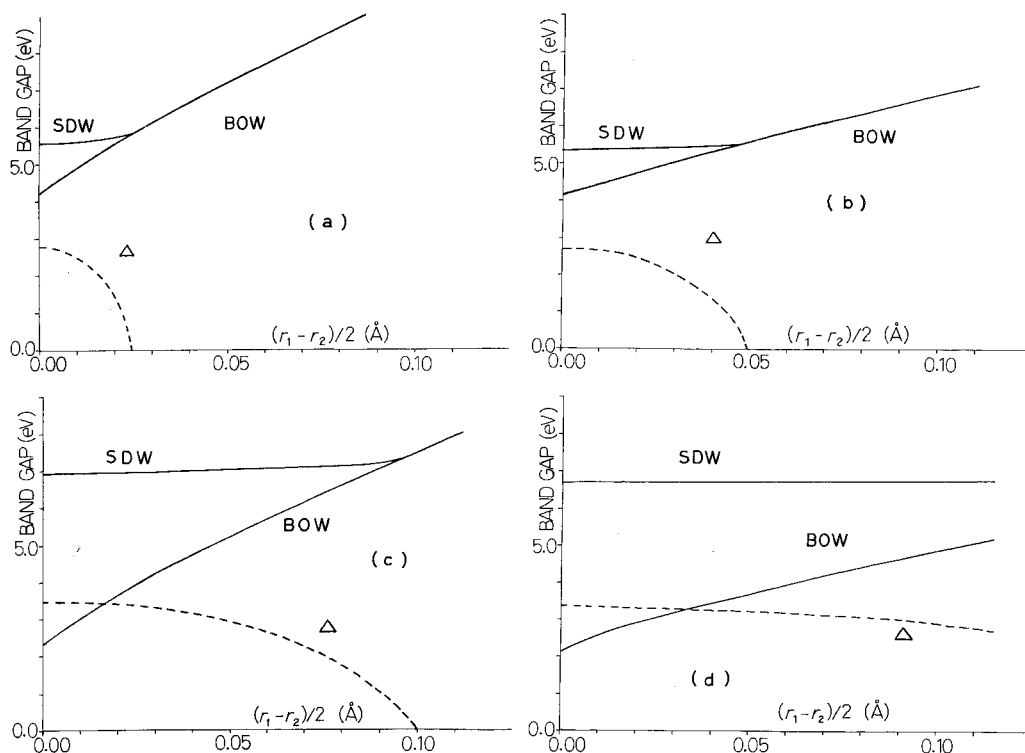 BAND GAP (eV)
5.0
0.0
SDW
BOW
(a)
Δ
(r₁-r₂)/2 (Å)
0.00
0.05
0.10
BAND GAP (eV)
5.0
0.0
SDW
BOW
(b)
Δ
(r₁-r₂)/2 (Å)
0.00
0.05
0.10
BAND GAP (eV)
5.0
0.0
SDW
BOW
(c)
Δ
(r₁-r₂)/2 (Å)
0.00
0.05
0.10
BAND GAP (eV)
5.0
0.0
SDW
BOW
(d)
Δ
(r₁-r₂)/2 (Å)
0.00
0.05
0.10